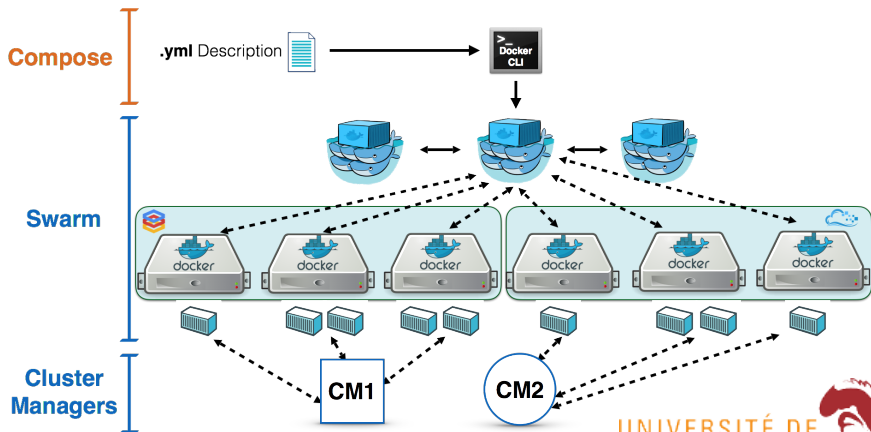 Compose
.yml Description
>_
Docker
CLI
Swarm
docker
docker
docker
docker
docker
docker
Cluster
Managers
CM1
CM2
UNIVERSITÉ DE